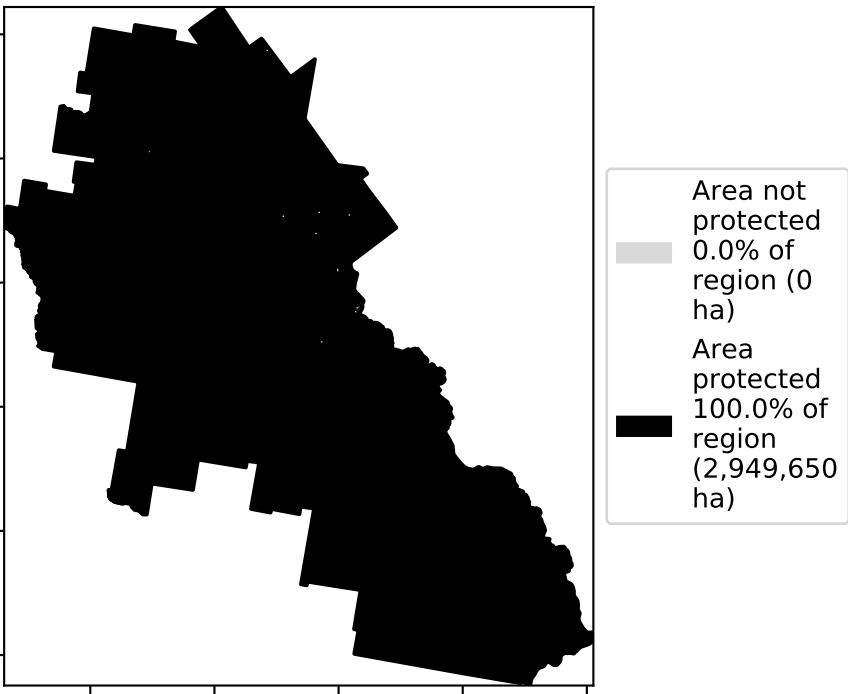 Area not
protected
0.0% of
region (0
ha)
Area
protected
100.0% of
region
(2,949,650
ha)